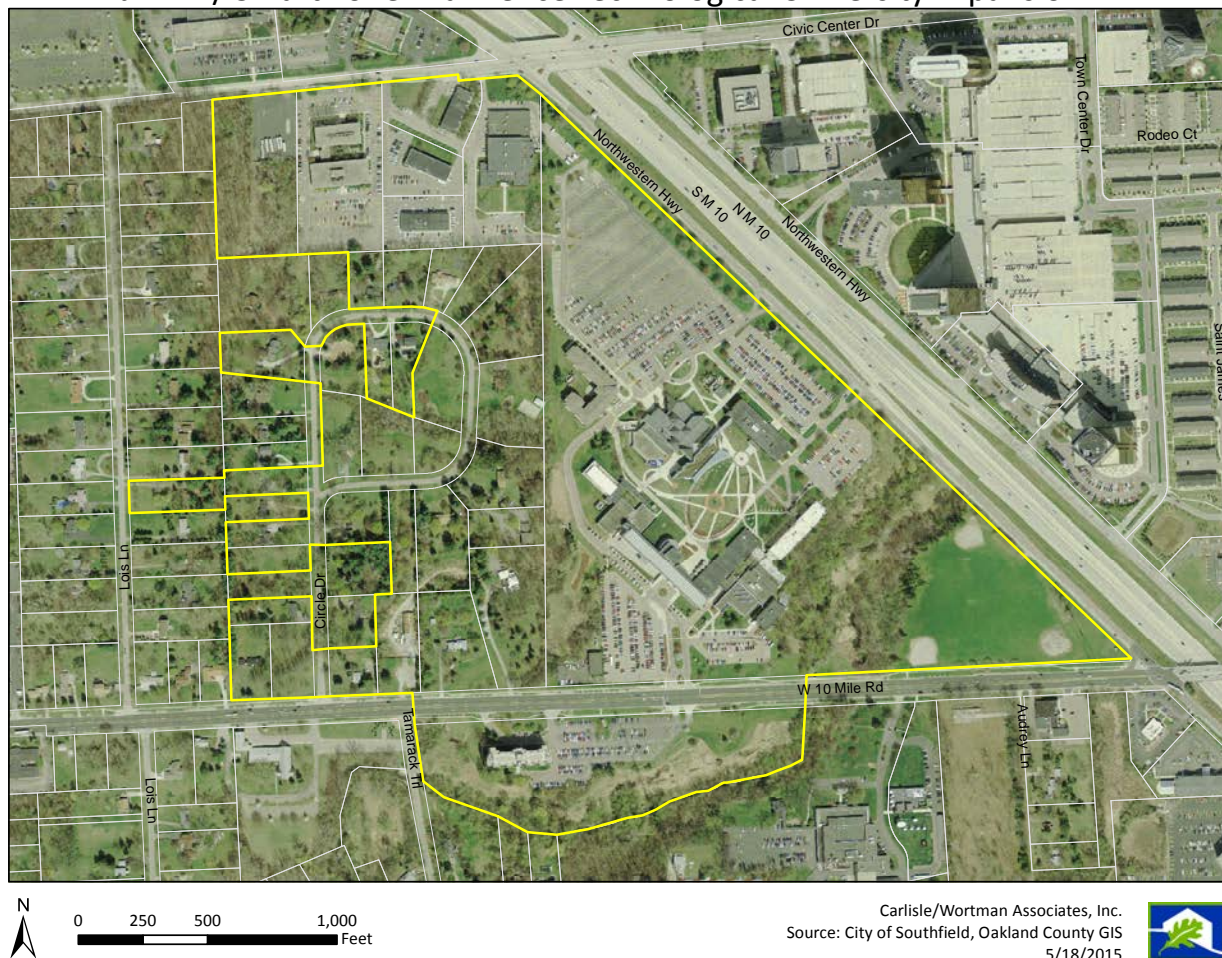 Civic Center Dr
Town Center Dr
Rodeo Ct
Northwestern Hwy
S M 10
N M 10
Northwestern Hwy
Lois Ln
Circle Dr
W 10 Mile Rd
Tamarack Trl
Audrey Ln
Lois Ln
N
0 250 500 1,000
Feet
Carlisle/Wortman Associates, Inc.
Source: City of Southfield, Oakland County GIS
5/18/2015